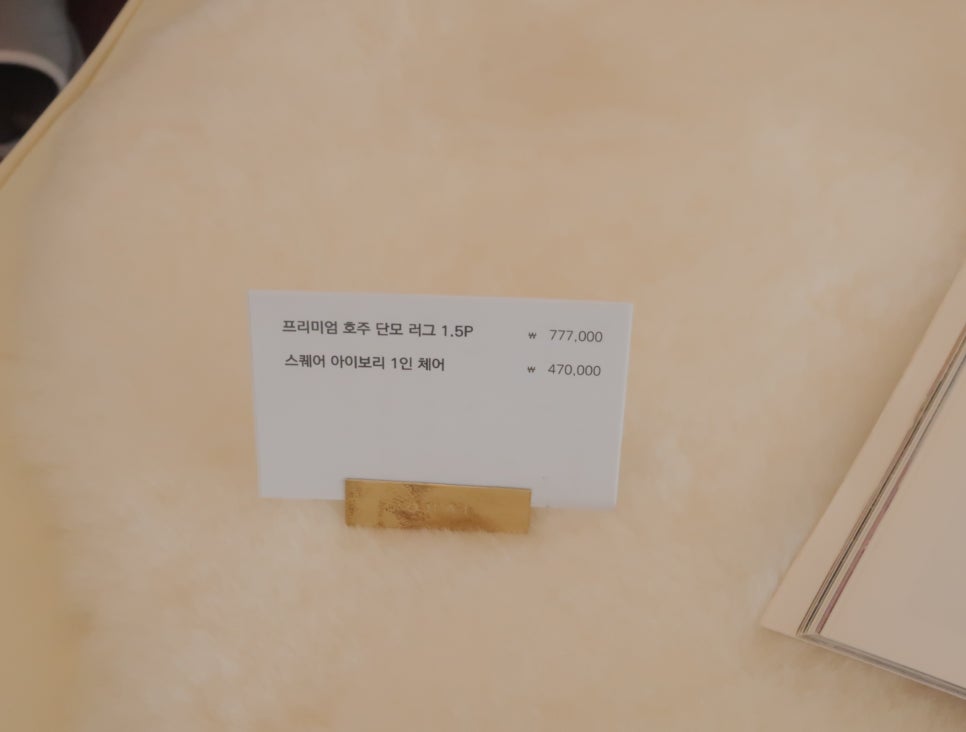 프리미엄 호주 단모 러그 1.5P ₩ 777,000
스퀘어 아이보리 1인 체어 ₩ 470,000